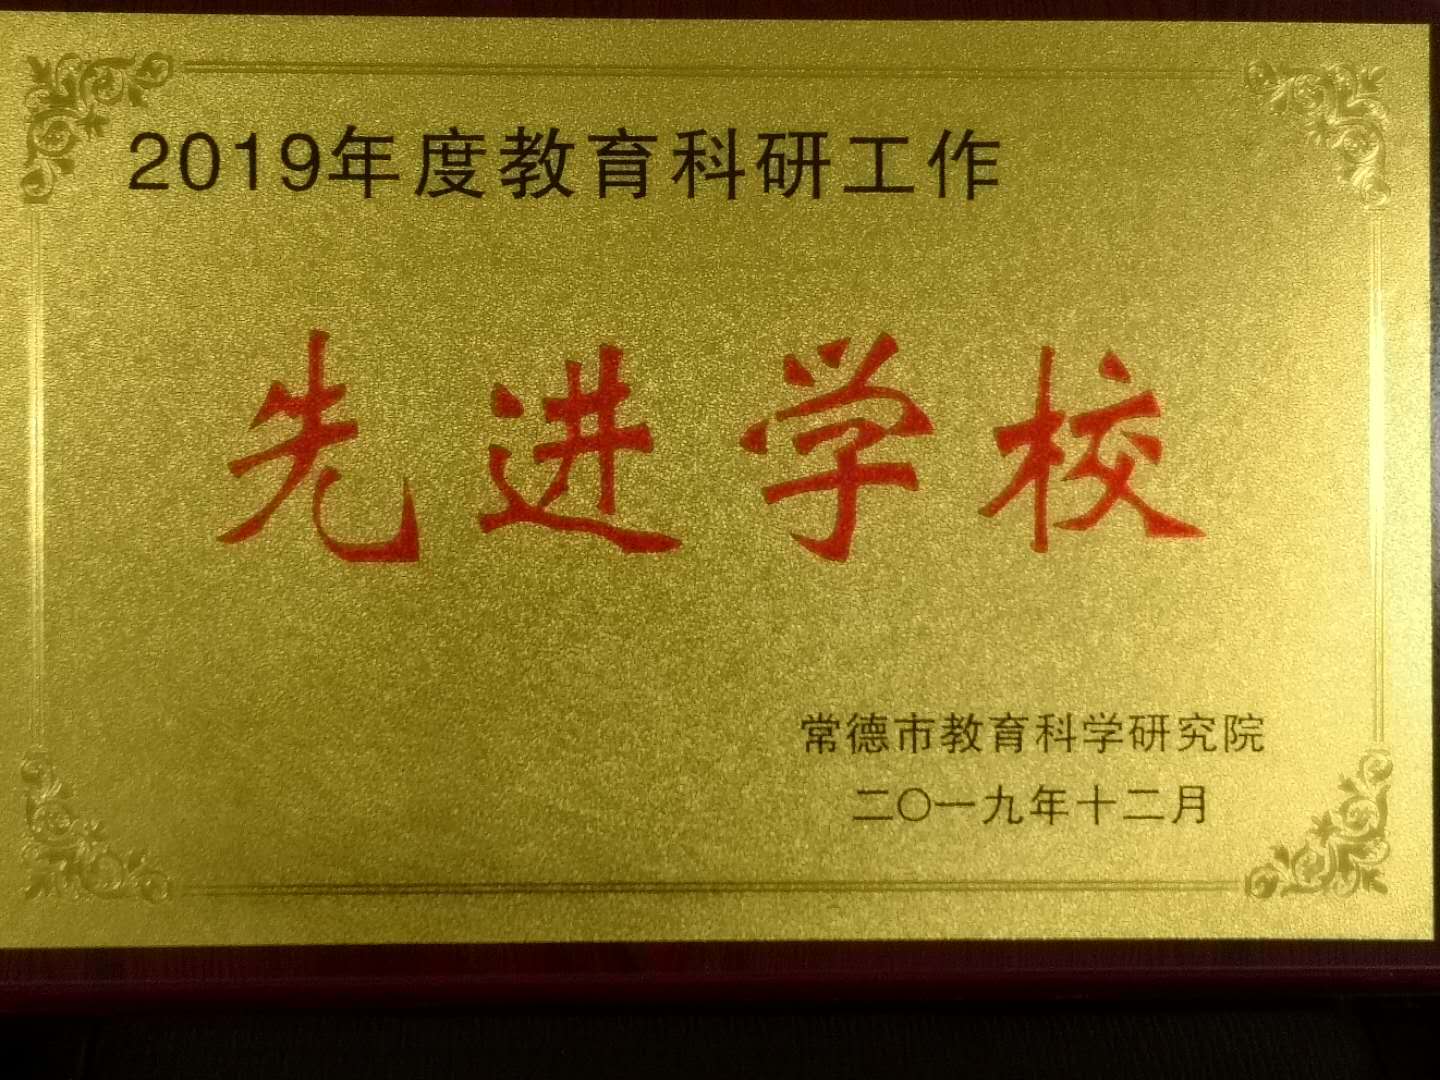 2019年度教育科研工作
先进学校
常德市教育科学研究院
二〇一九年十二月